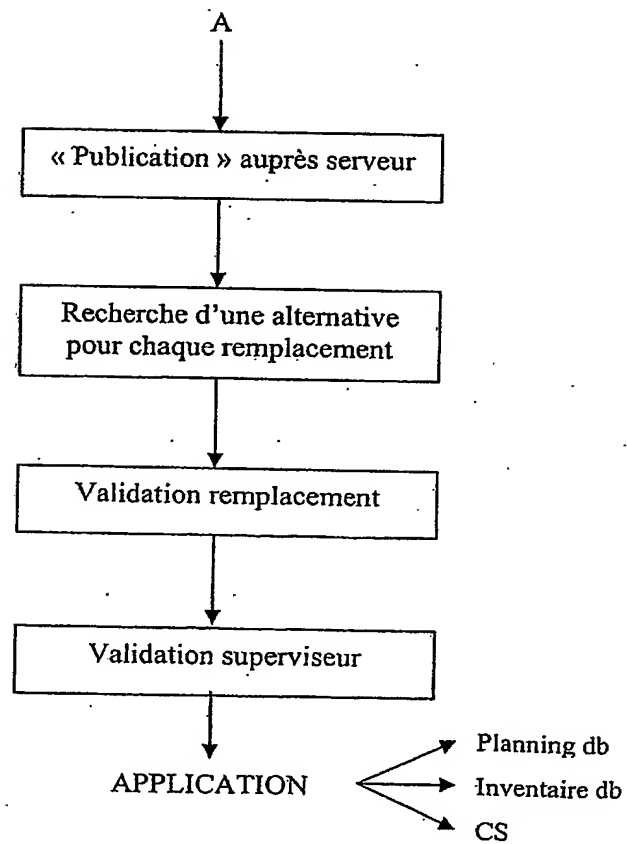 A
« Publication » auprès serveur
Recherche d'une alternative
pour chaque remplacement
Validation remplacement
Validation superviseur
APPLICATION
Planning db
Inventaire db
CS